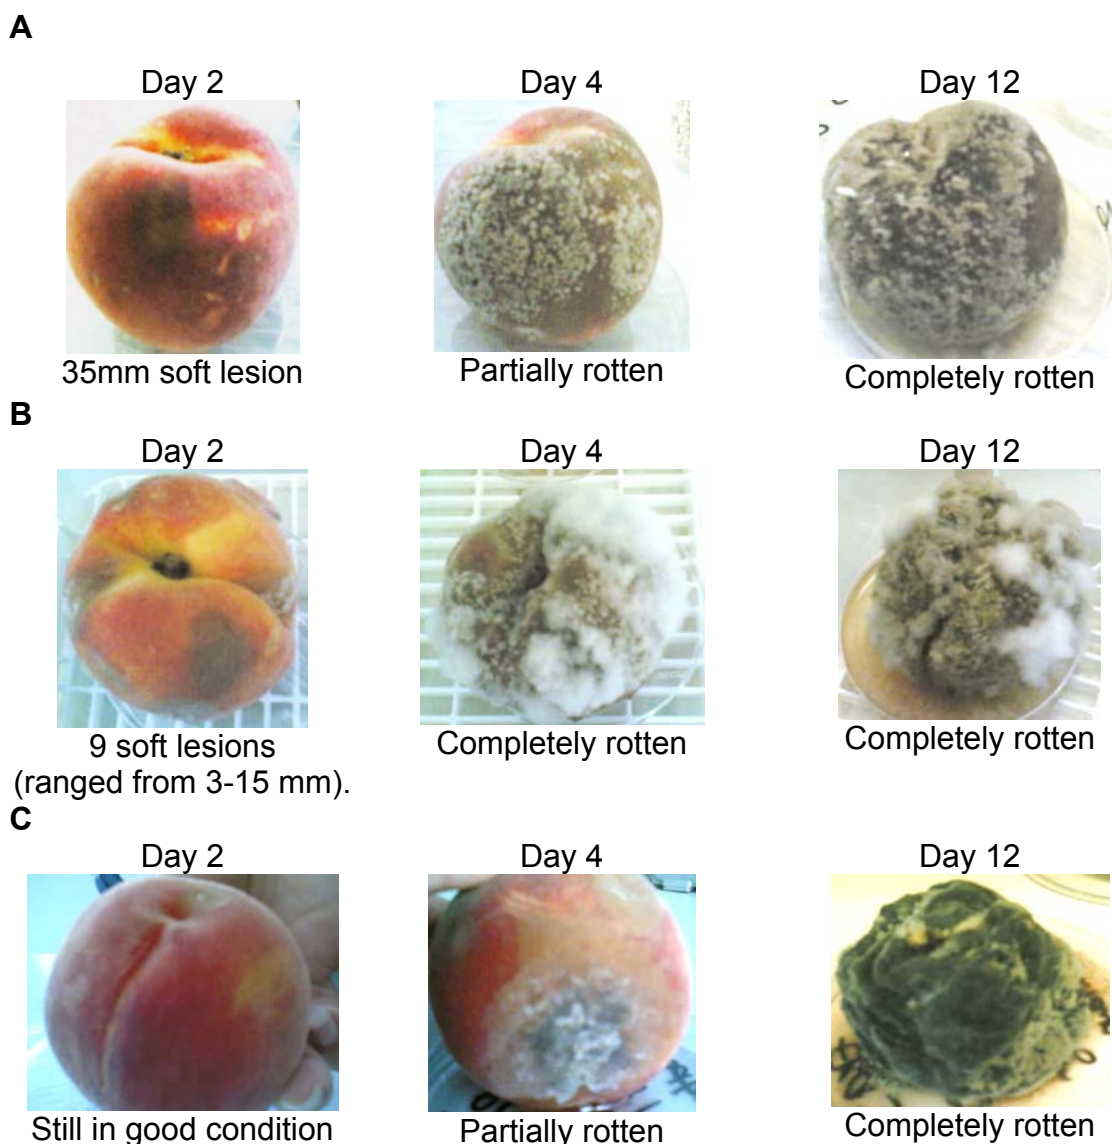 A
Day 2
Day 4
Day 12
35mm soft lesion
Partially rotten
Completely rotten
B
Day 2
Day 4
Day 12
9 soft lesions
(ranged from 3-15 mm).
Completely rotten
Completely rotten
C
Day 2
Day 4
Day 12
Still in good condition
Partially rotten
Completely rotten